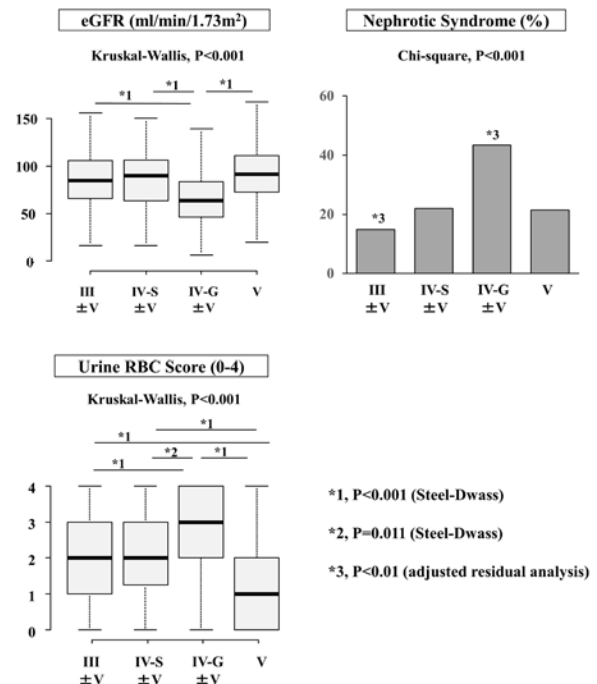 eGFR (ml/min/1.73m²)
Kruskal-Wallis, P<0.001
*1
*1
*1
150
100
50
0
III
±V
IV-S
±V
IV-G
±V
V
Nephrotic Syndrome (%)
Chi-square, P<0.001
60
40
20
0
*3
*3
III
±V
IV-S
±V
IV-G
±V
V
Urine RBC Score (0-4)
Kruskal-Wallis, P<0.001
*1
*1
*2
*1
*1
4
3
2
1
0
III
±V
IV-S
±V
IV-G
±V
V
*1, P<0.001 (Steel-Dwass)
*2, P=0.011 (Steel-Dwass)
*3, P<0.01 (adjusted residual analysis)